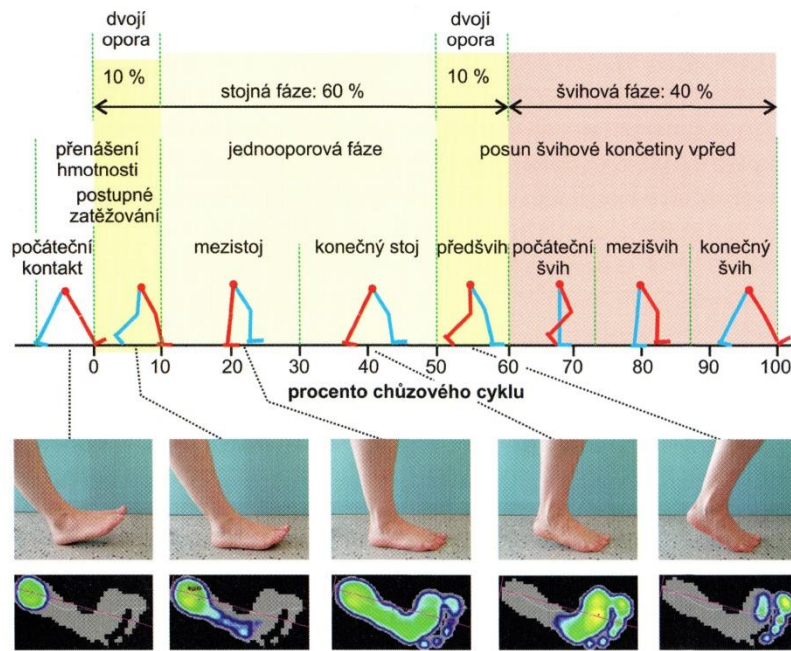 dvojí
opora
dvojí
opora
10 %
stojná fáze: 60 %
10 %
švihová fáze: 40 %
přenášení
hmotnosti
jednooporová fáze
posun švihové končetiny vpřed
postupné
zatěžování
počáteční
kontakt
mezistoj
konečný stoj
předšvih
počáteční
švih
mezišvih
konečný
švih
0 10 20 30 40 50 60 70 80 90 100
procento chůzového cyklu